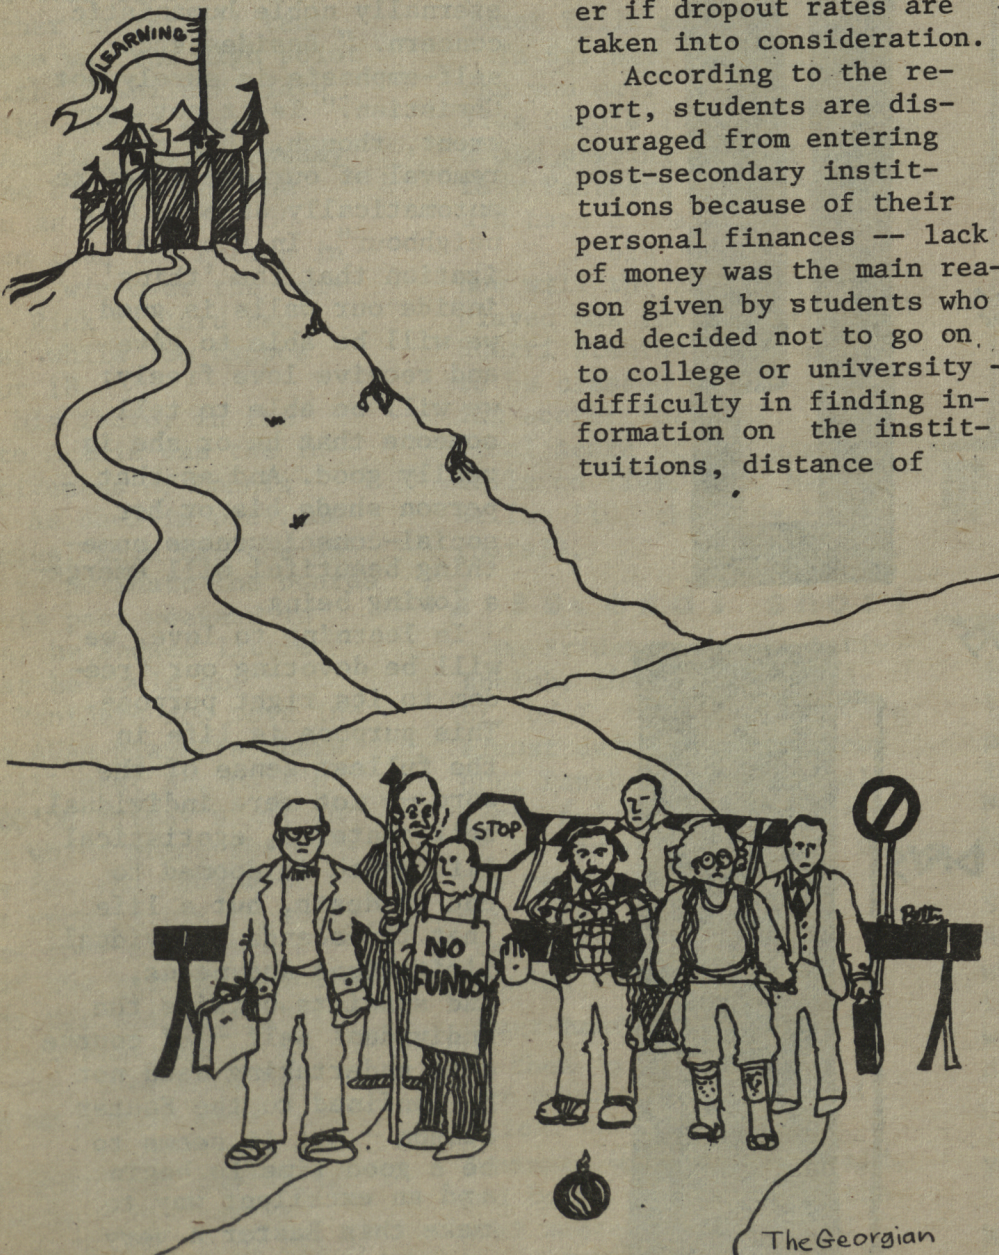 LEARNING
er if dropout rates are
taken into consideration.
According to the re-
port, students are dis-
couraged from entering
post-secondary instit-
tuions because of their
personal finances -- lack
of money was the main rea-
son given by students who
had decided not to go on
to college or university -
difficulty in finding in-
formation on the instit-
tuitions, distance of
STOP
NO
FUNDS
Betty
The Georgian